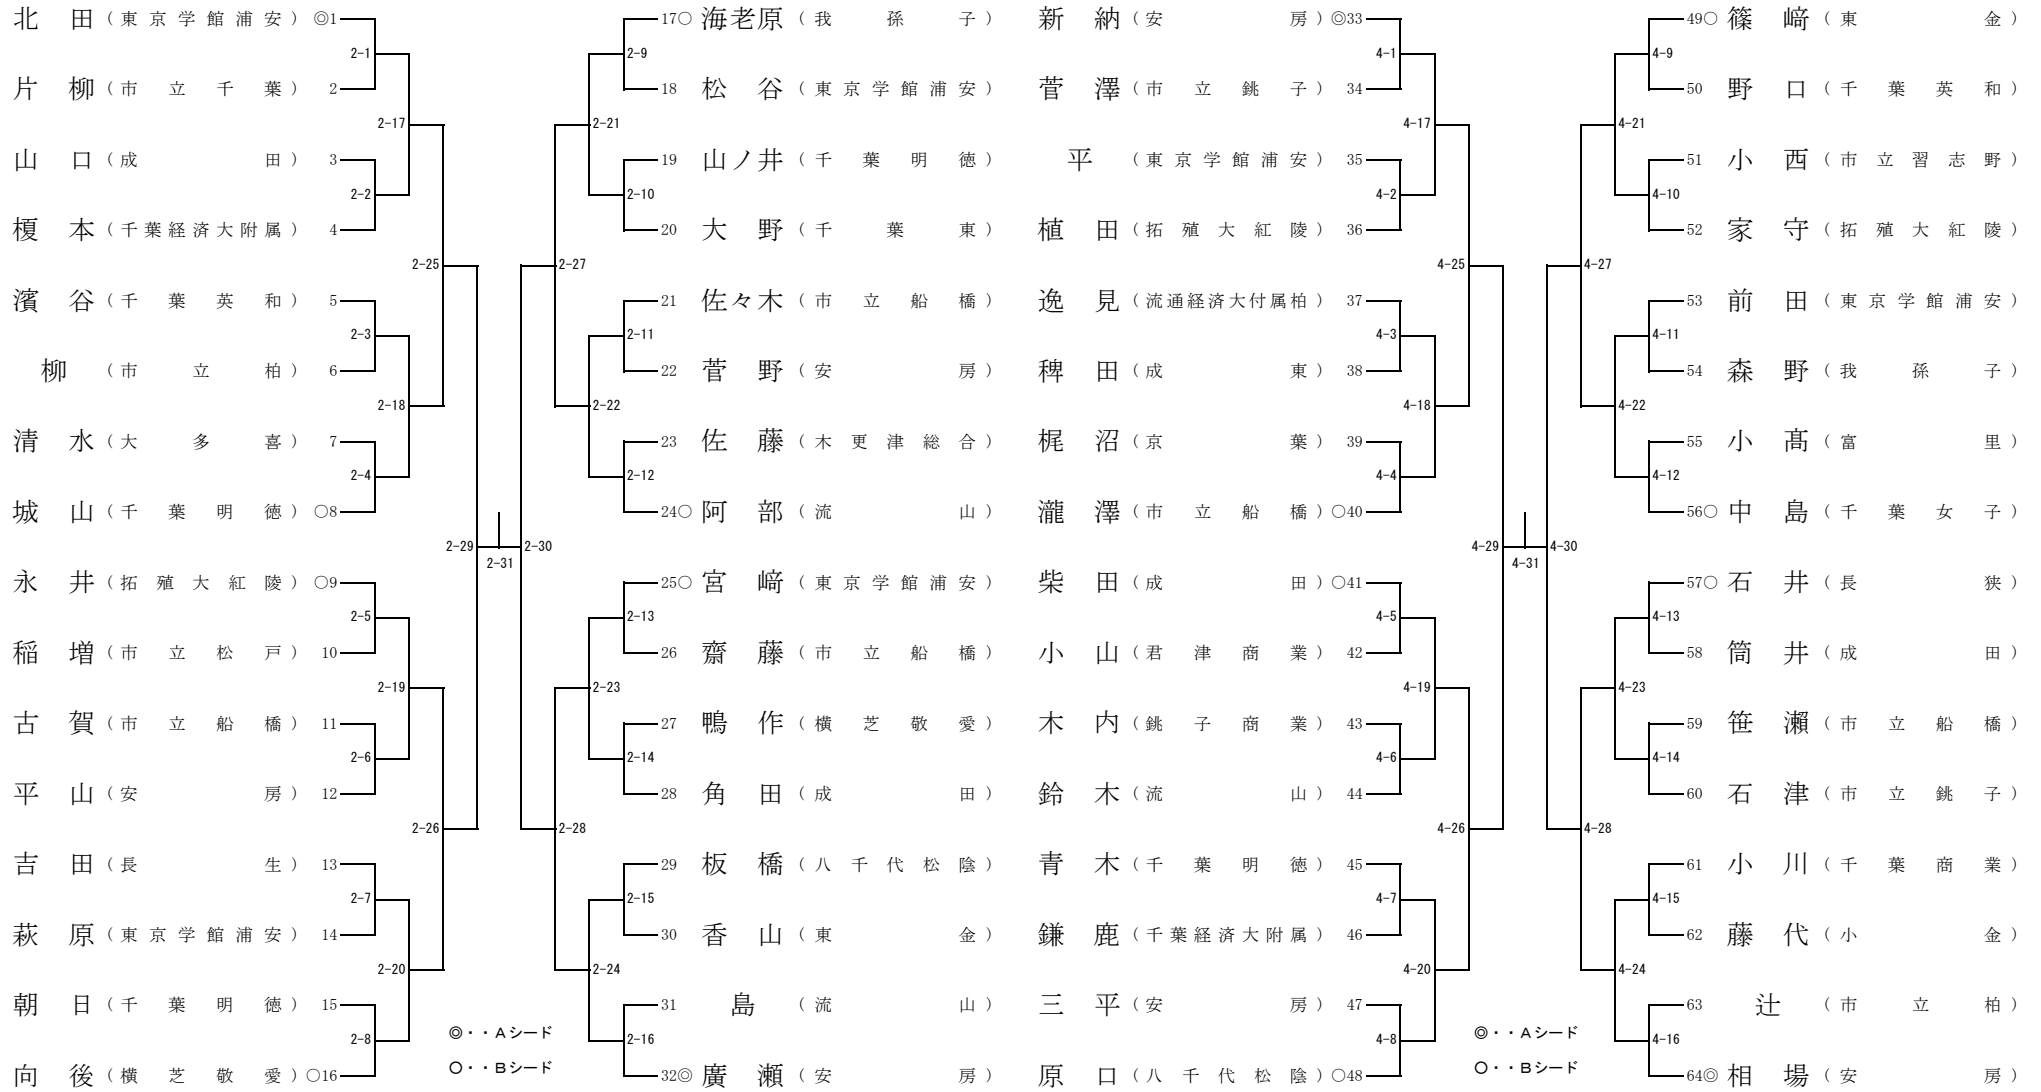 北田（東京学館浦安）◎1
2-1
片柳（市立千葉）2
2-17
山口（成田）3
2-2
榎本（千葉経済大附属）4
2-25
濱谷（千葉英和）5
2-3
柳（市立柏）6
2-18
清水（大多喜）7
2-4
城山（千葉明徳）○8
2-29
永井（拓殖大紅陵）○9
2-5
稲増（市立松戸）10
2-19
古賀（市立船橋）11
2-6
平山（安房）12
2-26
吉田（長生）13
2-7
萩原（東京学館浦安）14
2-20
朝日（千葉明徳）15
2-8
向後（横芝敬愛）○16
2-31
◎・・Aシード
○・・Bシード
17○ 海老原（我孫子）
2-9
18 松谷（東京学館浦安）
2-21
19 山ノ井（千葉明徳）
2-10
20 大野（千葉東）
2-27
21 佐々木（市立船橋）
2-11
22 菅野（安房）
2-22
23 佐藤（木更津総合）
2-12
24○ 阿部（流山）
2-30
25○ 宮﨑（東京学館浦安）
2-13
26 齋藤（市立船橋）
2-23
27 鴨作（横芝敬愛）
2-14
28 角田（成田）
2-28
29 板橋（八千代松陰）
2-15
30 香山（東金）
2-24
31 島（流山）
2-16
32◎ 廣瀬（安房）
新納（安房）◎33
4-1
菅澤（市立銚子）34
4-17
平（東京学館浦安）35
4-2
植田（拓殖大紅陵）36
4-25
逸見（流通経済大付属柏）37
4-3
稗田（成東）38
4-18
梶沼（京葉）39
4-4
瀧澤（市立船橋）○40
4-29
柴田（成田）○41
4-5
小山（君津商業）42
4-19
木内（銚子商業）43
4-6
鈴木（流山）44
4-26
青木（千葉明徳）45
4-7
鎌鹿（千葉経済大附属）46
4-20
三平（安房）47
4-8
原口（八千代松陰）○48
4-31
◎・・Aシード
○・・Bシード
49○ 篠﨑（東金）
4-9
50 野口（千葉英和）
4-21
51 小西（市立習志野）
4-10
52 家守（拓殖大紅陵）
4-27
53 前田（東京学館浦安）
4-11
54 森野（我孫子）
4-22
55 小髙（富里）
4-12
56○ 中島（千葉女子）
4-30
57○ 石井（長狭）
4-13
58 筒井（成田）
4-23
59 笹瀬（市立船橋）
4-14
60 石津（市立銚子）
4-28
61 小川（千葉商業）
4-15
62 藤代（小金）
4-24
63 辻（市立柏）
4-16
64◎ 相場（安房）